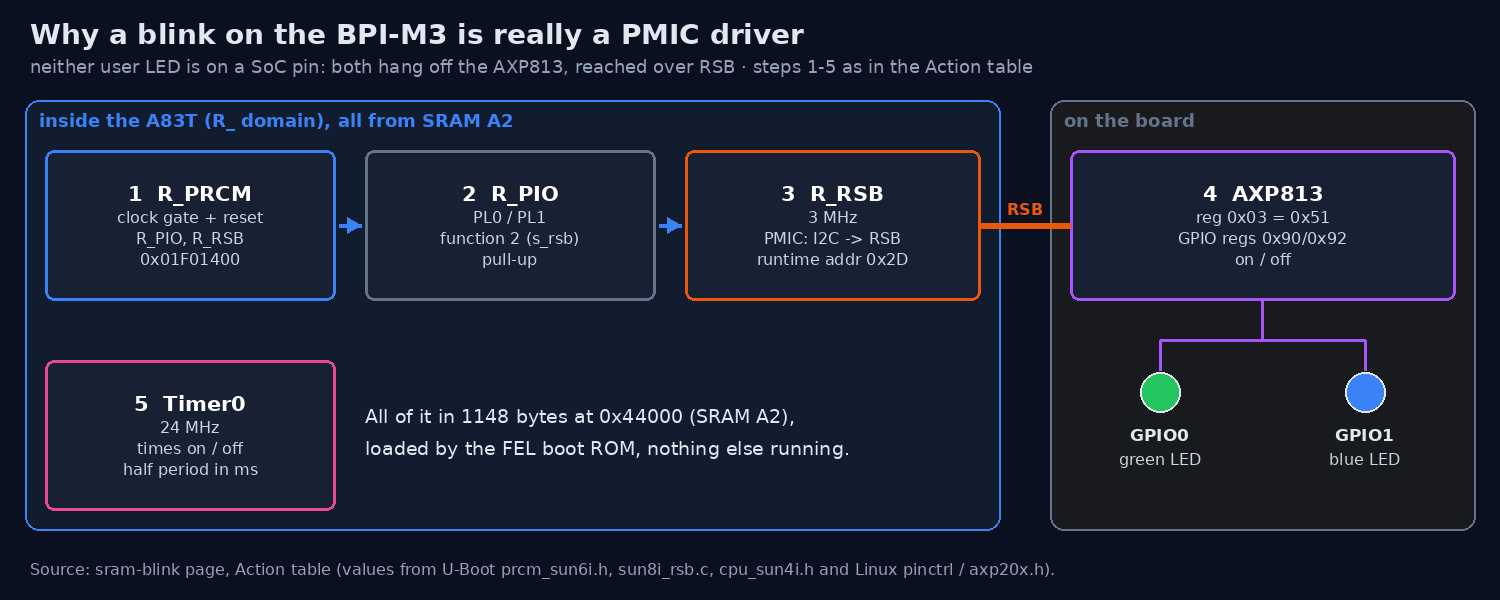 Why a blink on the BPI-M3 is really a PMIC driver
neither user LED is on a SoC pin: both hang off the AXP813, reached over RSB · steps 1-5 as in the Action table
inside the A83T (R_ domain), all from SRAM A2
1 R_PRCM
clock gate + reset
R_PIO, R_RSB
0x01F01400
2 R_PIO
PL0 / PL1
function 2 (s_rsb)
pull-up
3 R_RSB
3 MHz
PMIC: I2C -> RSB
runtime addr 0x2D
RSB
on the board
4 AXP813
reg 0x03 = 0x51
GPIO regs 0x90/0x92
on / off
GPIO0
green LED
GPIO1
blue LED
5 Timer0
24 MHz
times on / off
half period in ms
All of it in 1148 bytes at 0x44000 (SRAM A2),
loaded by the FEL boot ROM, nothing else running.
Source: sram-blink page, Action table (values from U-Boot prcm_sun6i.h, sun8i_rsb.c, cpu_sun4i.h and Linux pinctrl / axp20x.h).